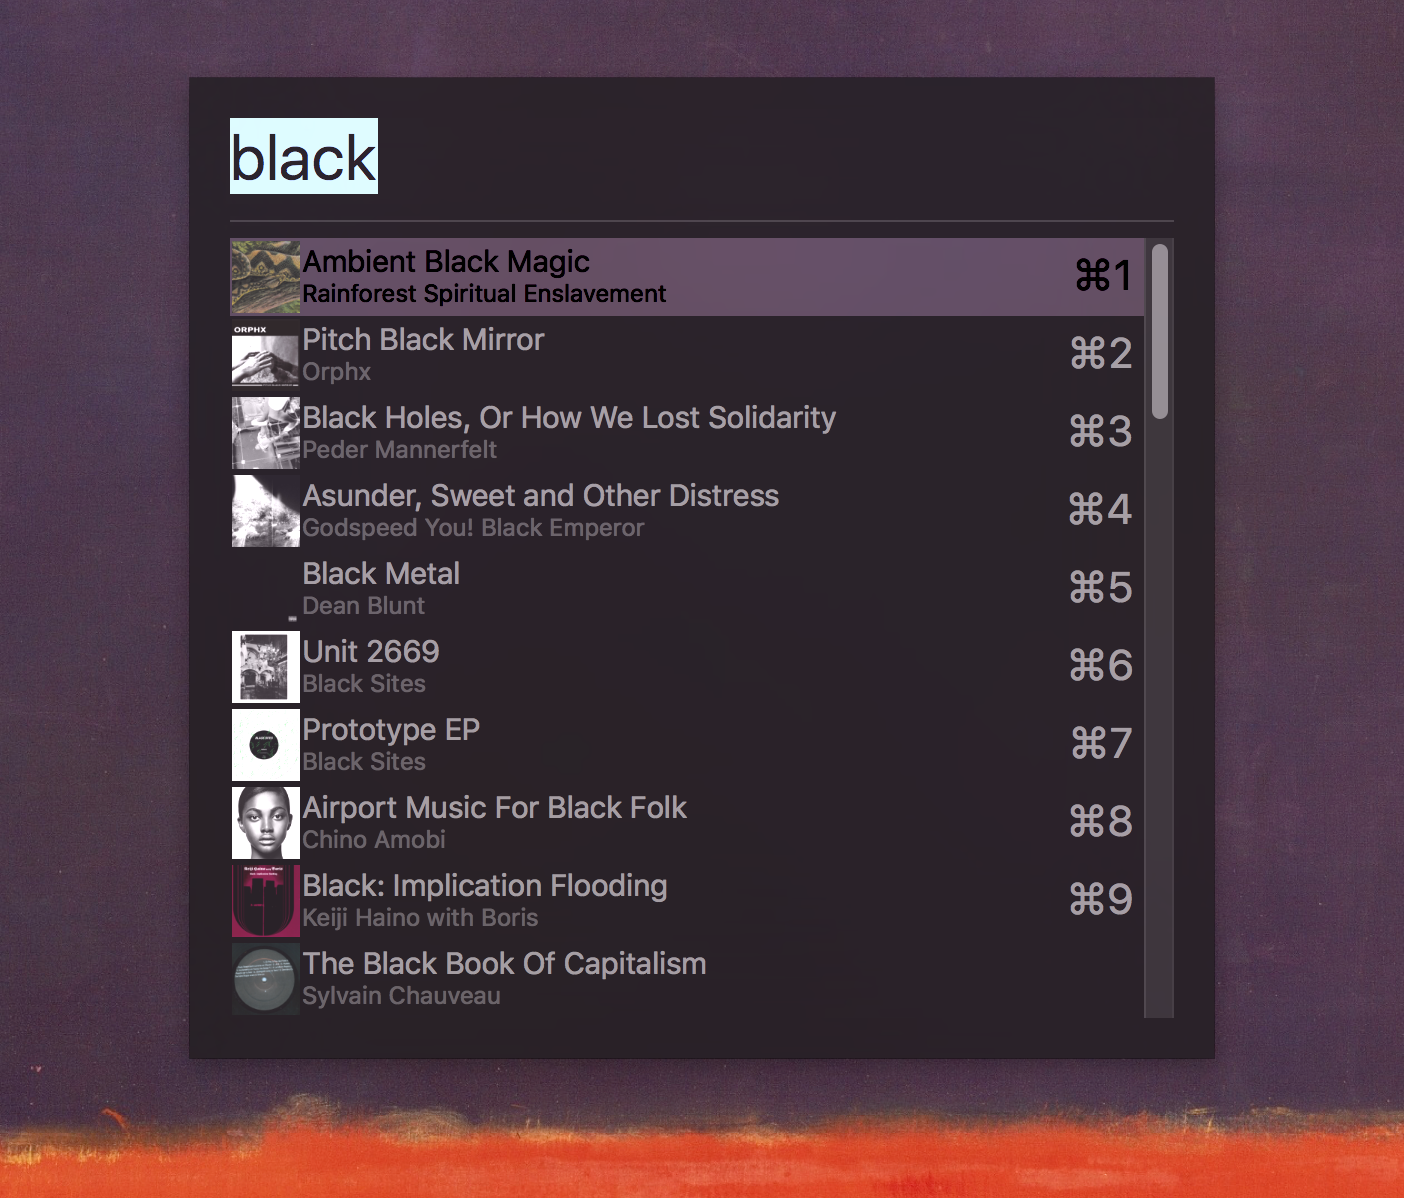 black
Ambient Black Magic
Rainforest Spiritual Enslavement
⌘1
ORPHX
Pitch Black Mirror
Orphx
⌘2
Black Holes, Or How We Lost Solidarity
Peder Mannerfelt
⌘3
Asunder, Sweet and Other Distress
Godspeed You! Black Emperor
⌘4
Black Metal
Dean Blunt
⌘5
Unit 2669
Black Sites
⌘6
Prototype EP
Black Sites
⌘7
Airport Music For Black Folk
Chino Amobi
⌘8
Black: Implication Flooding
Keiji Haino with Boris
⌘9
The Black Book Of Capitalism
Sylvain Chauveau